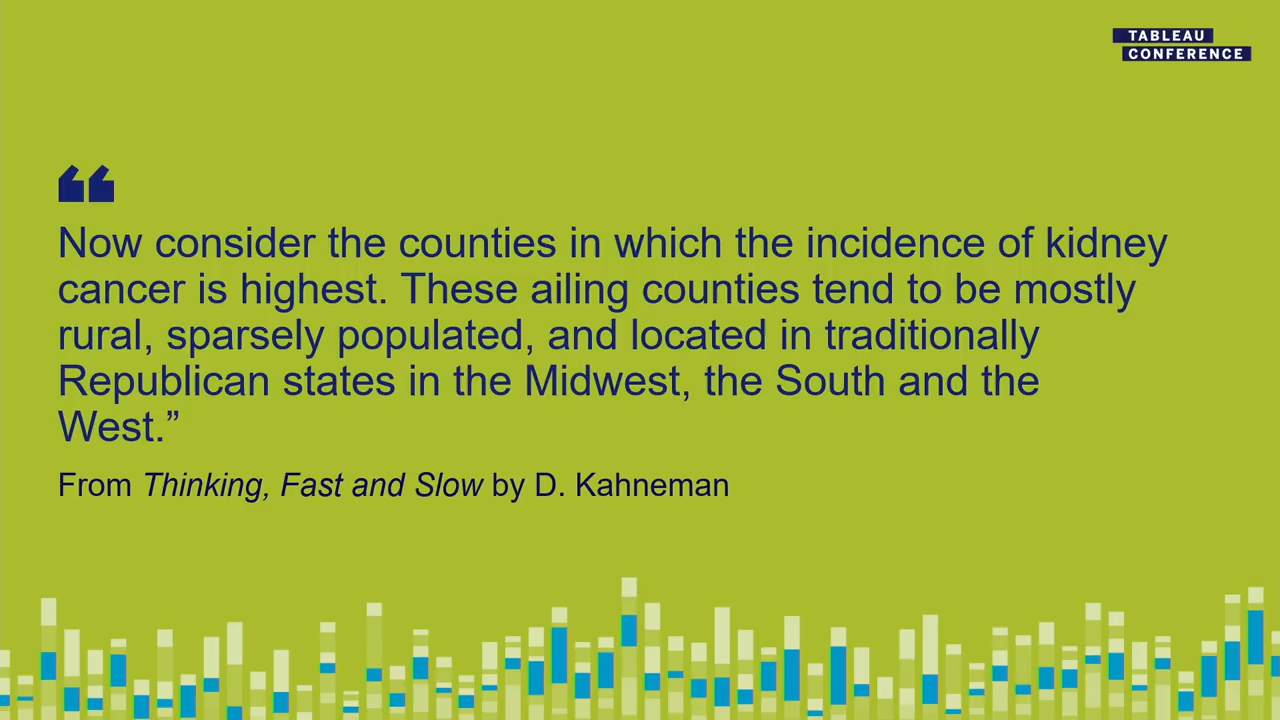 TABLEAU
CONFERENCE
“
Now consider the counties in which the incidence of kidney
cancer is highest. These ailing counties tend to be mostly
rural, sparsely populated, and located in traditionally
Republican states in the Midwest, the South and the
West.”
From Thinking, Fast and Slow by D. Kahneman